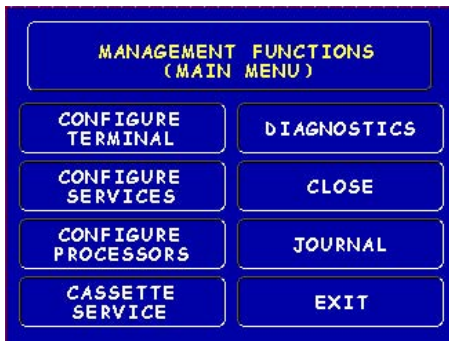 MANAGEMENT FUNCTIONS
(MAIN MENU)
CONFIGURE
TERMINAL
DIAGNOSTICS
CONFIGURE
SERVICES
CLOSE
CONFIGURE
PROCESSORS
JOURNAL
CASSETTE
SERVICE
EXIT